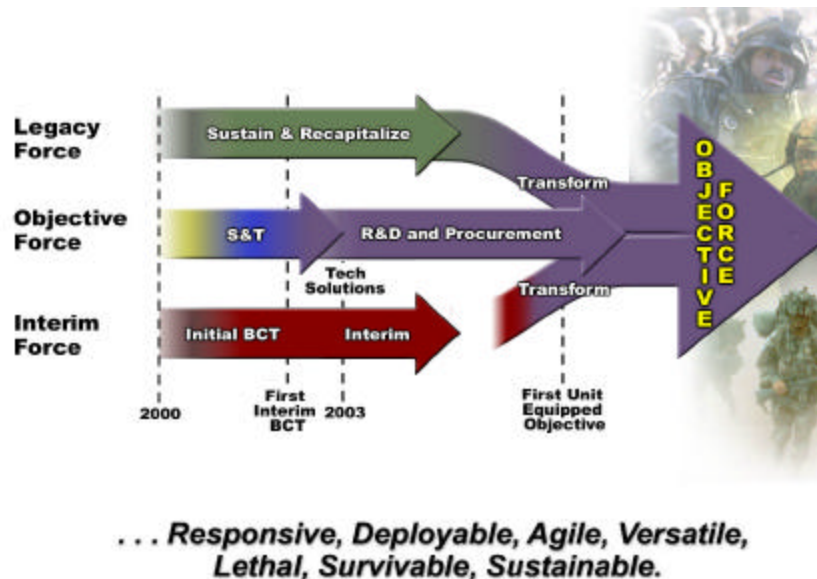 Legacy
Force
Sustain & Recapitalize
Transform
Objective
Force
S&T
R&D and Procurement
Tech
Solutions
Transform
Interim
Force
Initial BCT
Interim
OBJECTIVE
FORCE
2000
First
Interim
BCT
2003
First Unit
Equipped
Objective
. . . Responsive, Deployable, Agile, Versatile,
Lethal, Survivable, Sustainable.